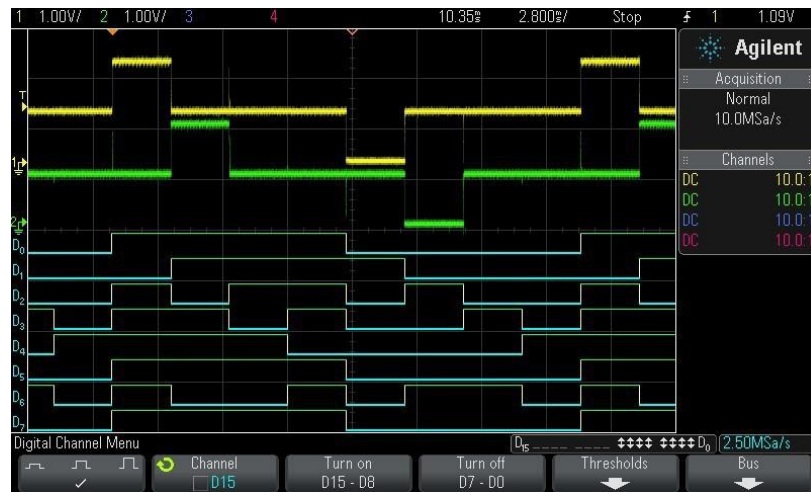 1 1.00V/ 2 1.00V/ 3 4 10.35s 2.800s/ Stop 1 1.09V
Agilent
Acquisition
Normal
10.0MSa/s
Channels
DC 10.0:1
DC 10.0:1
DC 10.0:1
DC 10.0:1
T
1
2
D0
D1
D2
D3
D4
D5
D6
D7
Digital Channel Menu
D15 D0 2.50MSa/s
Channel
D15
Turn on
D15 - D8
Turn off
D7 - D0
Thresholds
Bus